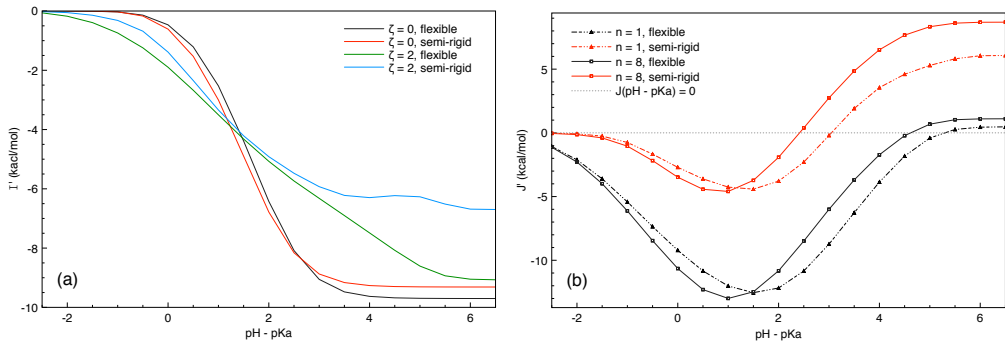 0
-2
-4
-6
-8
-10
-2
0
2
4
6
pH - pKa
I' (kacl/mol)
(a)
ζ = 0, flexible
ζ = 0, semi-rigid
ζ = 2, flexible
ζ = 2, semi-rigid
5
0
-5
-10
-2
0
2
4
6
pH - pKa
J' (kcal/mol)
(b)
n = 1, flexible
n = 1, semi-rigid
n = 8, flexible
n = 8, semi-rigid
J(pH - pKa) = 0